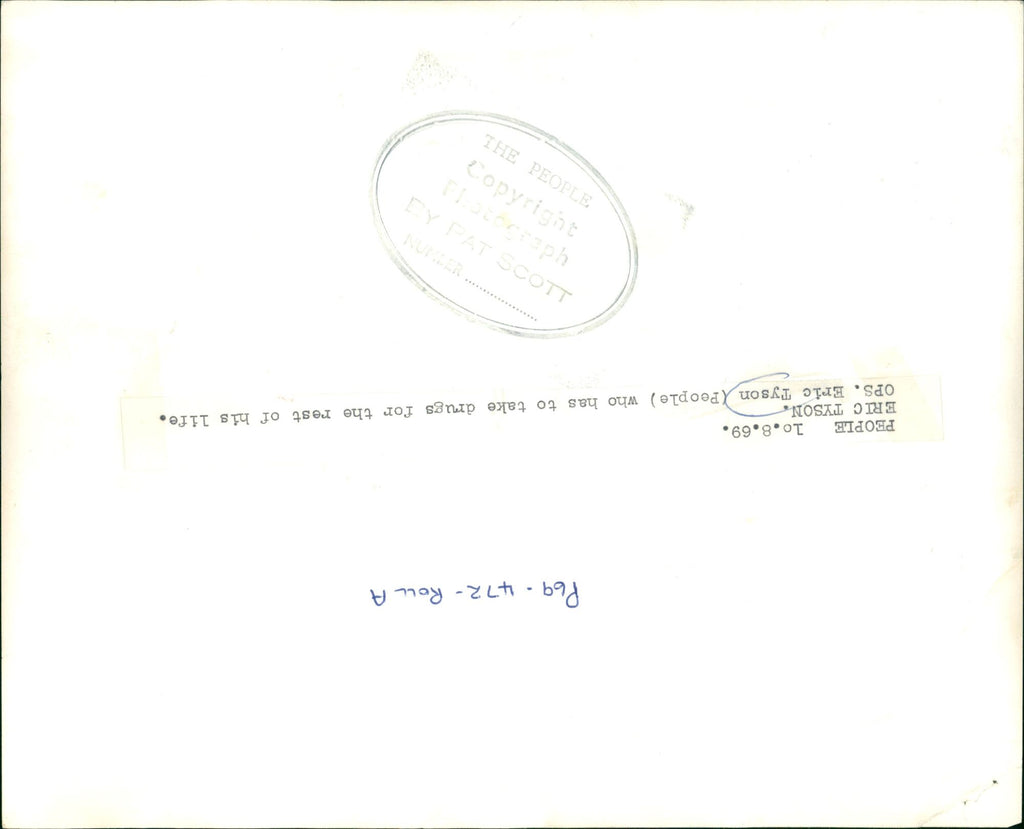 THE PEOPLE
Copyright
Photograph
BY PAT SCOTT
NUMBER ....................
PEOPLE 1o.8.69.
ERIC TYSON.
OPS. Eric Tyson (People) who has to take drugs for the rest of his life.
P69 - 472 - ROLL A